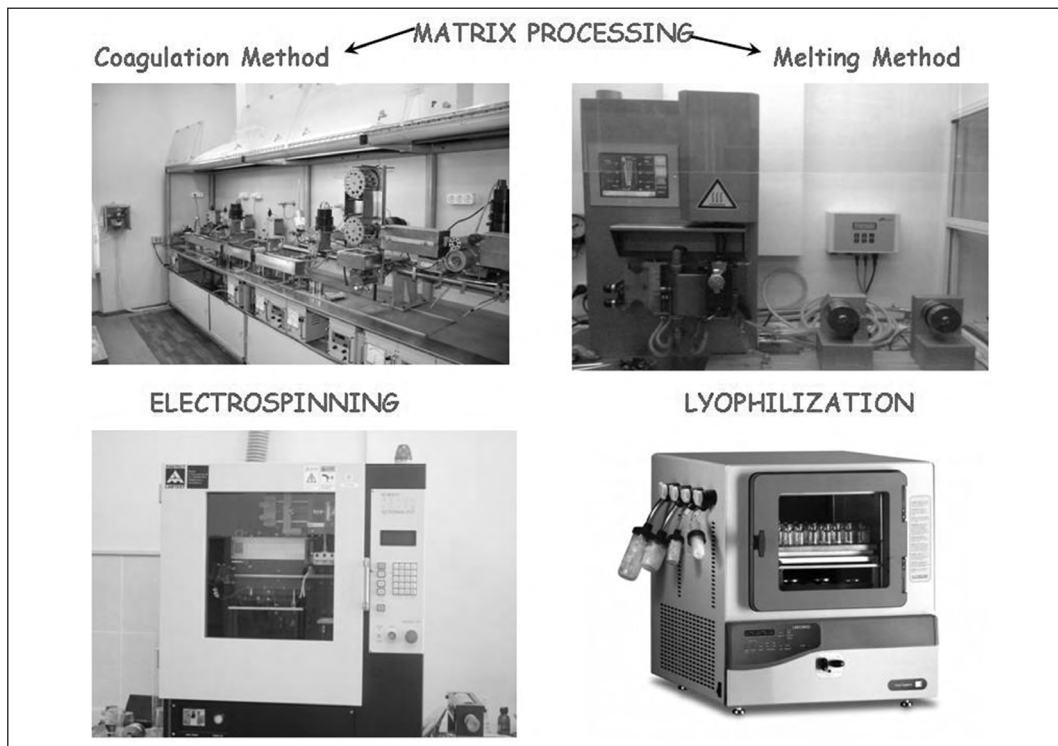 MATRIX PROCESSING
Coagulation Method
Melting Method
ELECTROSPINNING
LYOPHILIZATION